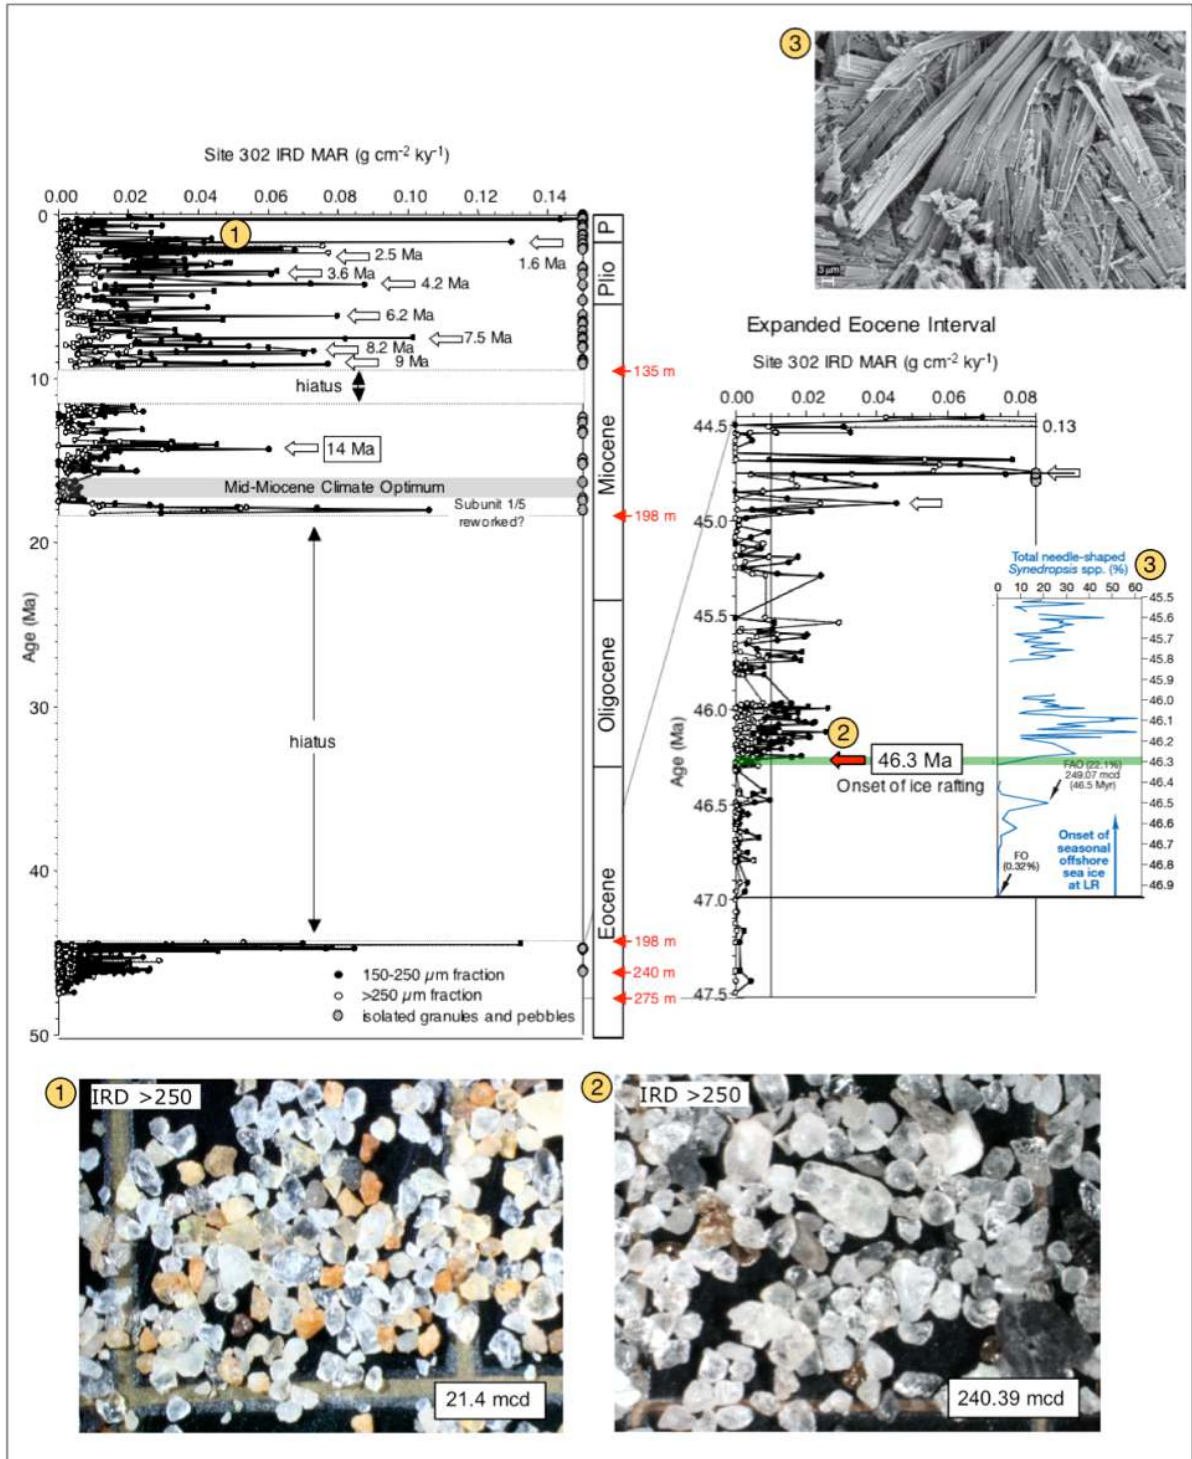 3
3 µm
Site 302 IRD MAR (g cm-2 ky-1)
0.00 0.02 0.04 0.06 0.08 0.10 0.12 0.14
0
10
20
30
40
50
Age (Ma)
1
1.6 Ma
2.5 Ma
3.6 Ma
4.2 Ma
6.2 Ma
7.5 Ma
8.2 Ma
9 Ma
hiatus
14 Ma
Mid-Miocene Climate Optimum
Subunit 1/5
reworked?
hiatus
150-250 µm fraction
>250 µm fraction
isolated granules and pebbles
P
Plio
Miocene
Oligocene
Eocene
135 m
198 m
198 m
240 m
275 m
Expanded Eocene Interval
Site 302 IRD MAR (g cm-2 ky-1)
0.00 0.02 0.04 0.06 0.08
44.5
45.0
45.5
46.0
46.5
47.0
47.5
Age (Ma)
0.13
2
46.3 Ma
Onset of ice rafting
Total needle-shaped
Synedropsis spp. (%)
3
0 10 20 30 40 50 60
45.5
45.6
45.7
45.8
45.9
46.0
46.1
46.2
46.3
46.4
46.5
46.6
46.7
46.8
46.9
FAO (22.1%)
249.07 mcd
(46.5 Myr)
Onset of
seasonal
offshore
sea ice
at LR
FO
(0.32%)
1
IRD >250
21.4 mcd
2
IRD >250
240.39 mcd